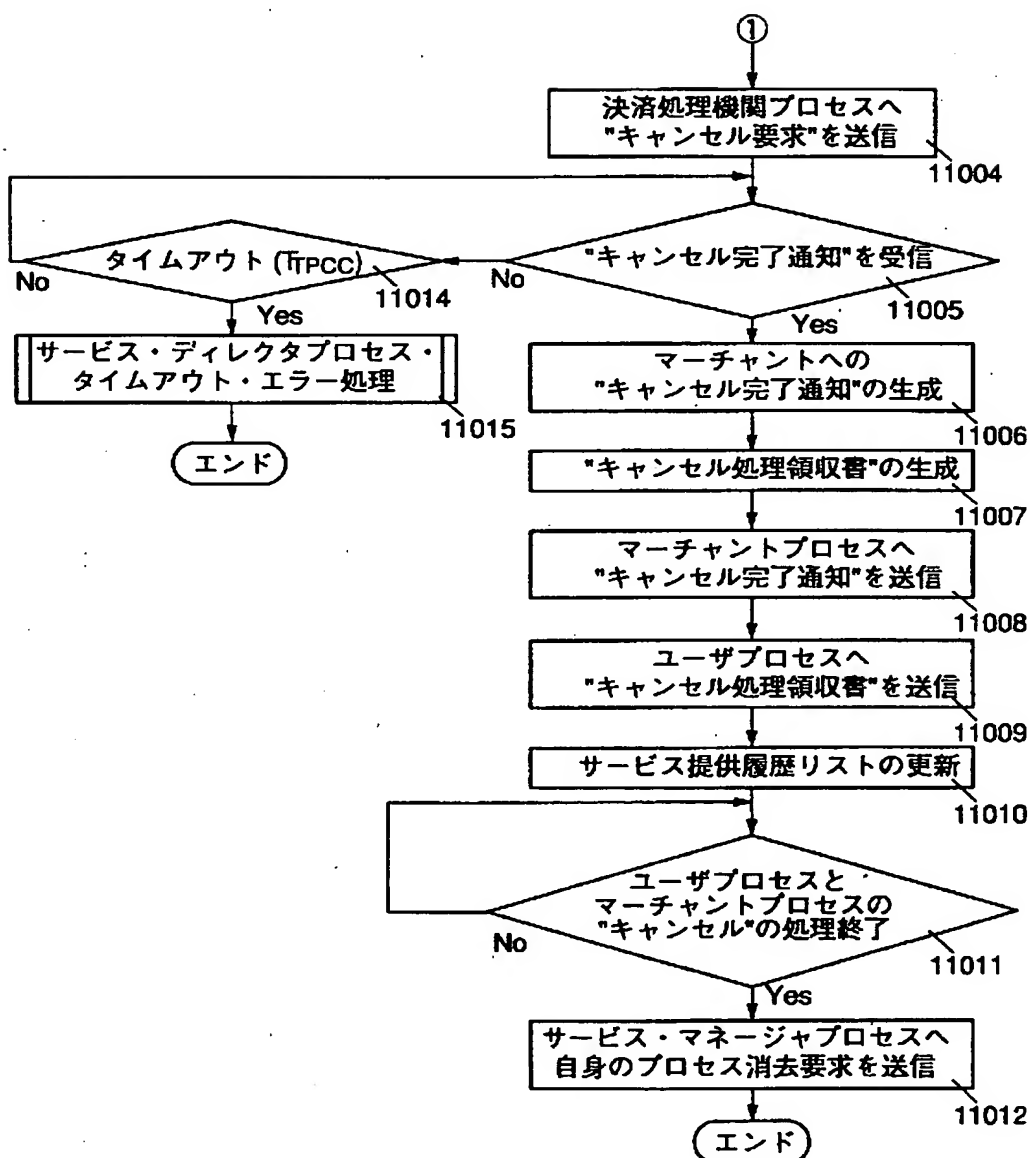 ①
決済処理機関プロセスへ
"キャンセル要求"を送信
11004
"キャンセル完了通知"を受信
11005
No
Yes
タイムアウト (TTPCC)
11014
No
Yes
サービス・ディレクタプロセス・
タイムアウト・エラー処理
11015
エンド
マーチャントへの
"キャンセル完了通知"の生成
11006
"キャンセル処理領収書"の生成
11007
マーチャントプロセスへ
"キャンセル完了通知"を送信
11008
ユーザプロセスへ
"キャンセル処理領収書"を送信
11009
サービス提供履歴リストの更新
11010
ユーザプロセスと
マーチャントプロセスの
"キャンセル"の処理終了
11011
No
Yes
サービス・マネージャプロセスへ
自身のプロセス消去要求を送信
11012
エンド